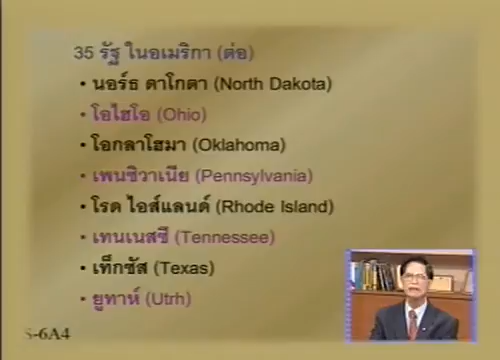 35 รัฐ ในอเมริกา (ต่อ)
• นอร์ธ ดาโกตา (North Dakota)
• โอไฮโอ (Ohio)
• โอกลาโฮมา (Oklahoma)
• เพนซิวาเนีย (Pennsylvania)
• โรด ไอส์แลนด์ (Rhode Island)
• เทนเนสซี (Tennessee)
• เท็กซัส (Texas)
• ยูทาห์ (Utrh)
S-6A4